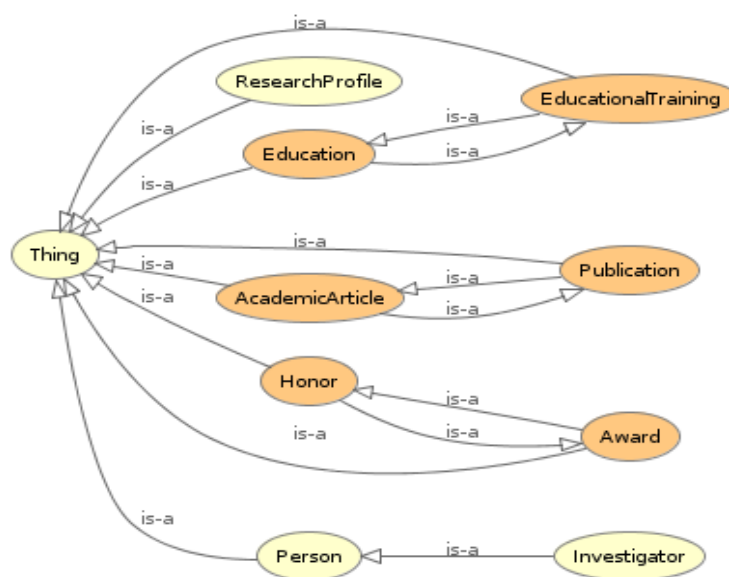 is-a
ResearchProfile
EducationalTraining
is-a
is-a
Education
is-a
is-a
is-a
Thing
is-a
Publication
is-a
AcademicArticle
is-a
is-a
Honor
is-a
is-a
is-a
Award
is-a
Person
is-a
Investigator